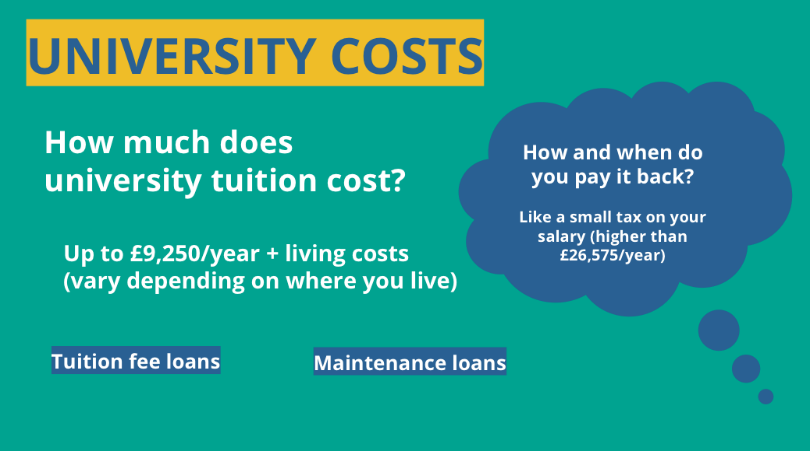 UNIVERSITY COSTS
How much does
university tuition cost?
Up to £9,250/year + living costs
(vary depending on where you live)
Tuition fee loans
Maintenance loans
How and when do
you pay it back?
Like a small tax on your
salary (higher than
£26,575/year)